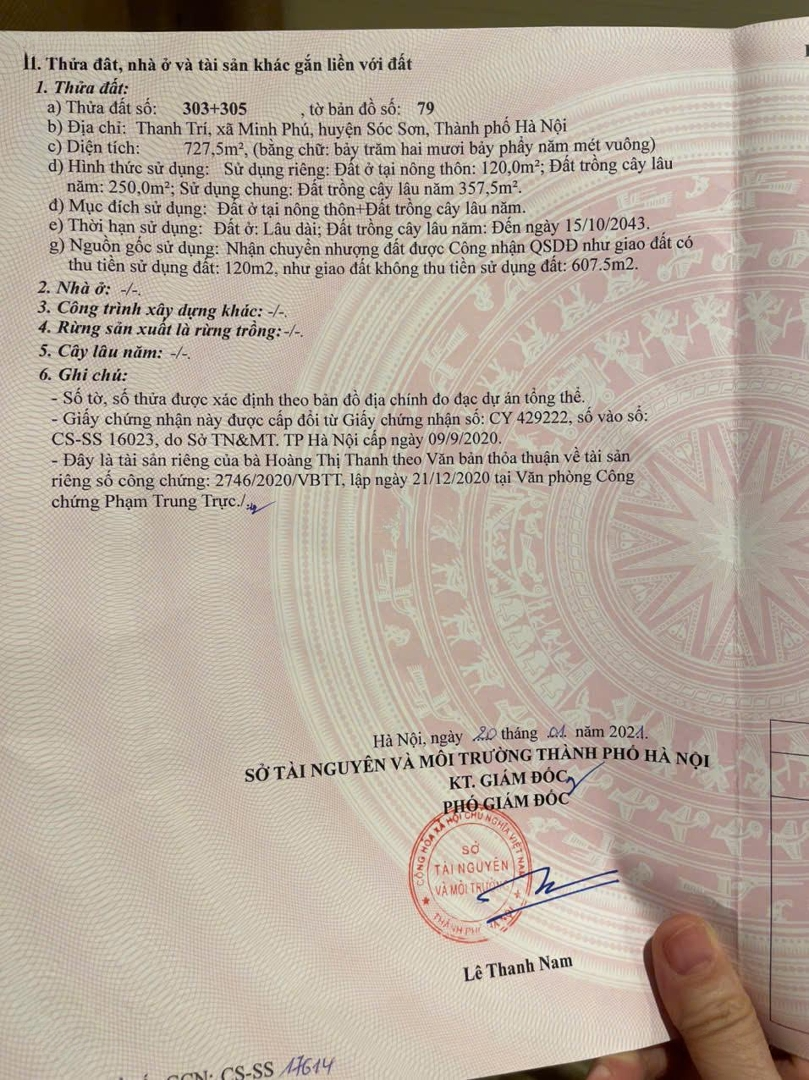 II. Thửa đất, nhà ở và tài sản khác gắn liền với đất
1. Thửa đất:
a) Thửa đất số: 303+305 , tờ bản đồ số: 79
b) Địa chỉ: Thanh Trí, xã Minh Phú, huyện Sóc Sơn, Thành phố Hà Nội
c) Diện tích: 727,5m², (bằng chữ: bảy trăm hai mươi bảy phẩy năm mét vuông)
d) Hình thức sử dụng: Sử dụng riêng: Đất ở tại nông thôn: 120,0m²; Đất trồng cây lâu
năm: 250,0m²; Sử dụng chung: Đất trồng cây lâu năm 357,5m².
đ) Mục đích sử dụng: Đất ở tại nông thôn+Đất trồng cây lâu năm.
e) Thời hạn sử dụng: Đất ở: Lâu dài; Đất trồng cây lâu năm: Đến ngày 15/10/2043.
g) Nguồn gốc sử dụng: Nhận chuyển nhượng đất được Công nhận QSDĐ như giao đất có
thu tiền sử dụng đất: 120m2, như giao đất không thu tiền sử dụng đất: 607.5m2.
2. Nhà ở: -/-.
3. Công trình xây dựng khác: -/-.
4. Rừng sản xuất là rừng trồng:-/-.
5. Cây lâu năm: -/-.
6. Ghi chú:
- Số tờ, số thửa được xác định theo bản đồ địa chính đo đạc dự án tổng thể.
- Giấy chứng nhận này được cấp đổi từ Giấy chứng nhận số: CY 429222, số vào sổ:
CS-SS 16023, do Sở TN&MT. TP Hà Nội cấp ngày 09/9/2020.
- Đây là tài sản riêng của bà Hoàng Thị Thanh theo Văn bản thỏa thuận về tài sản
riêng số công chứng: 2746/2020/VBTT, lập ngày 21/12/2020 tại Văn phòng Công
chứng Phạm Trung Trực./.
Hà Nội, ngày 20 tháng 01 năm 2021.
SỞ TÀI NGUYÊN VÀ MÔI TRƯỜNG THÀNH PHỐ HÀ NỘI
KT. GIÁM ĐỐC
PHÓ GIÁM ĐỐC
CỘNG HÒA XÃ HỘI CHỦ NGHĨA VIỆT NAM
SỞ
TÀI NGUYÊN
VÀ MÔI TRƯỜNG
THÀNH PHỐ HÀ NỘI
Lê Thanh Nam
GCN: CS-SS 17614